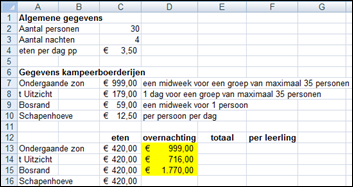 A B C D E F G
1 Algemene gegevens
2 Aantal personen 30
3 Aantal nachten 4
4 eten per dag pp € 3,50
5
6 Gegevens kampeerboerderijen
7 Ondergaande zon € 999,00 een midweek voor een groep van maximaal 35 personen
8 t Uitzicht € 179,00 1 dag voor een groep van maximaal 35 personen
9 Bosrand € 59,00 een midweek voor 1 persoon
10 Schapenhoeve € 12,50 per persoon per dag
11
12 eten overnachting totaal per leerling
13 Ondergaande zon € 420,00 € 999,00
14 t Uitzicht € 420,00 € 716,00
15 Bosrand € 420,00 € 1.770,00
16 Schapenhoeve € 420,00